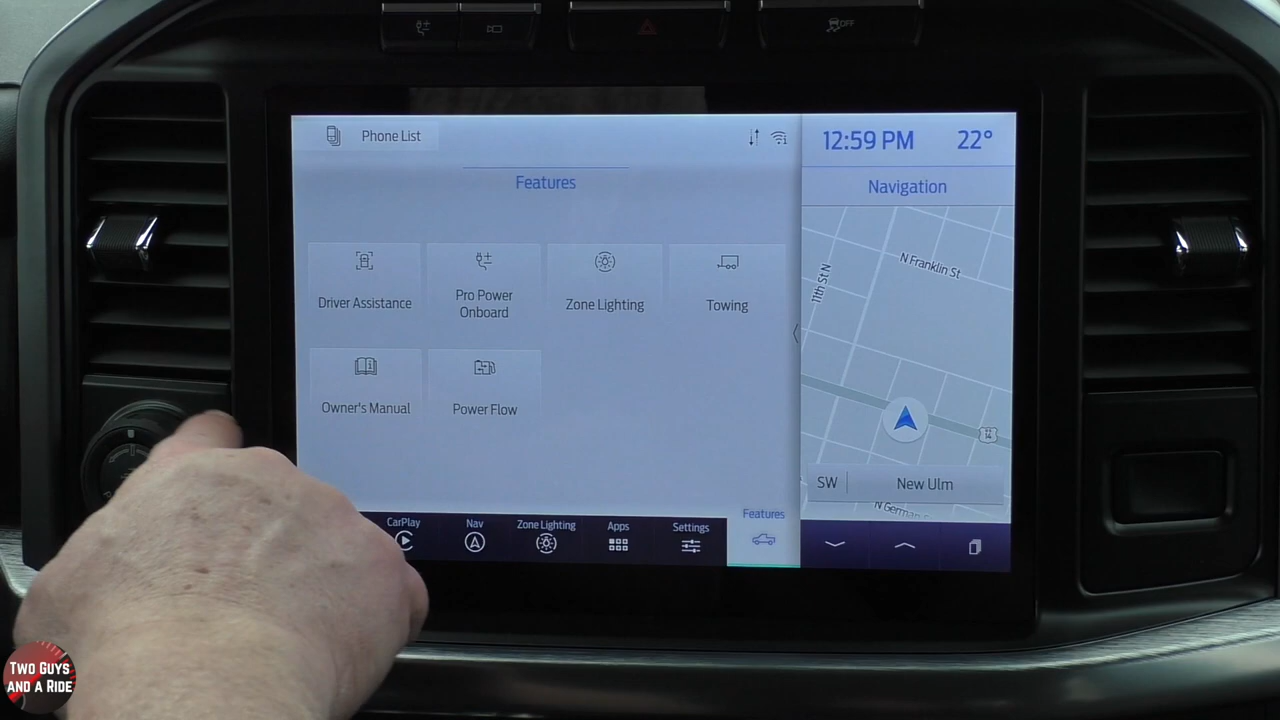 OFF
Phone List
12:59 PM
22°
Features
Navigation
Driver Assistance
Pro Power
Onboard
Zone Lighting
Towing
Owner's Manual
Power Flow
11th St N
N Franklin St
14
SW
New Ulm
N German
CarPlay
Nav
Zone Lighting
Apps
Settings
Features
TWO GUYS
AND A RIDE